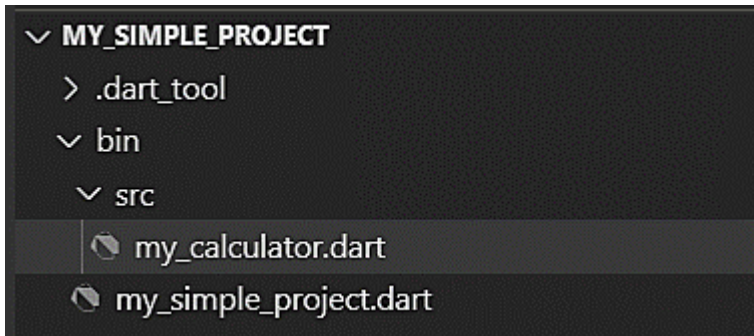 MY_SIMPLE_PROJECT
.dart_tool
bin
src
my_calculator.dart
my_simple_project.dart